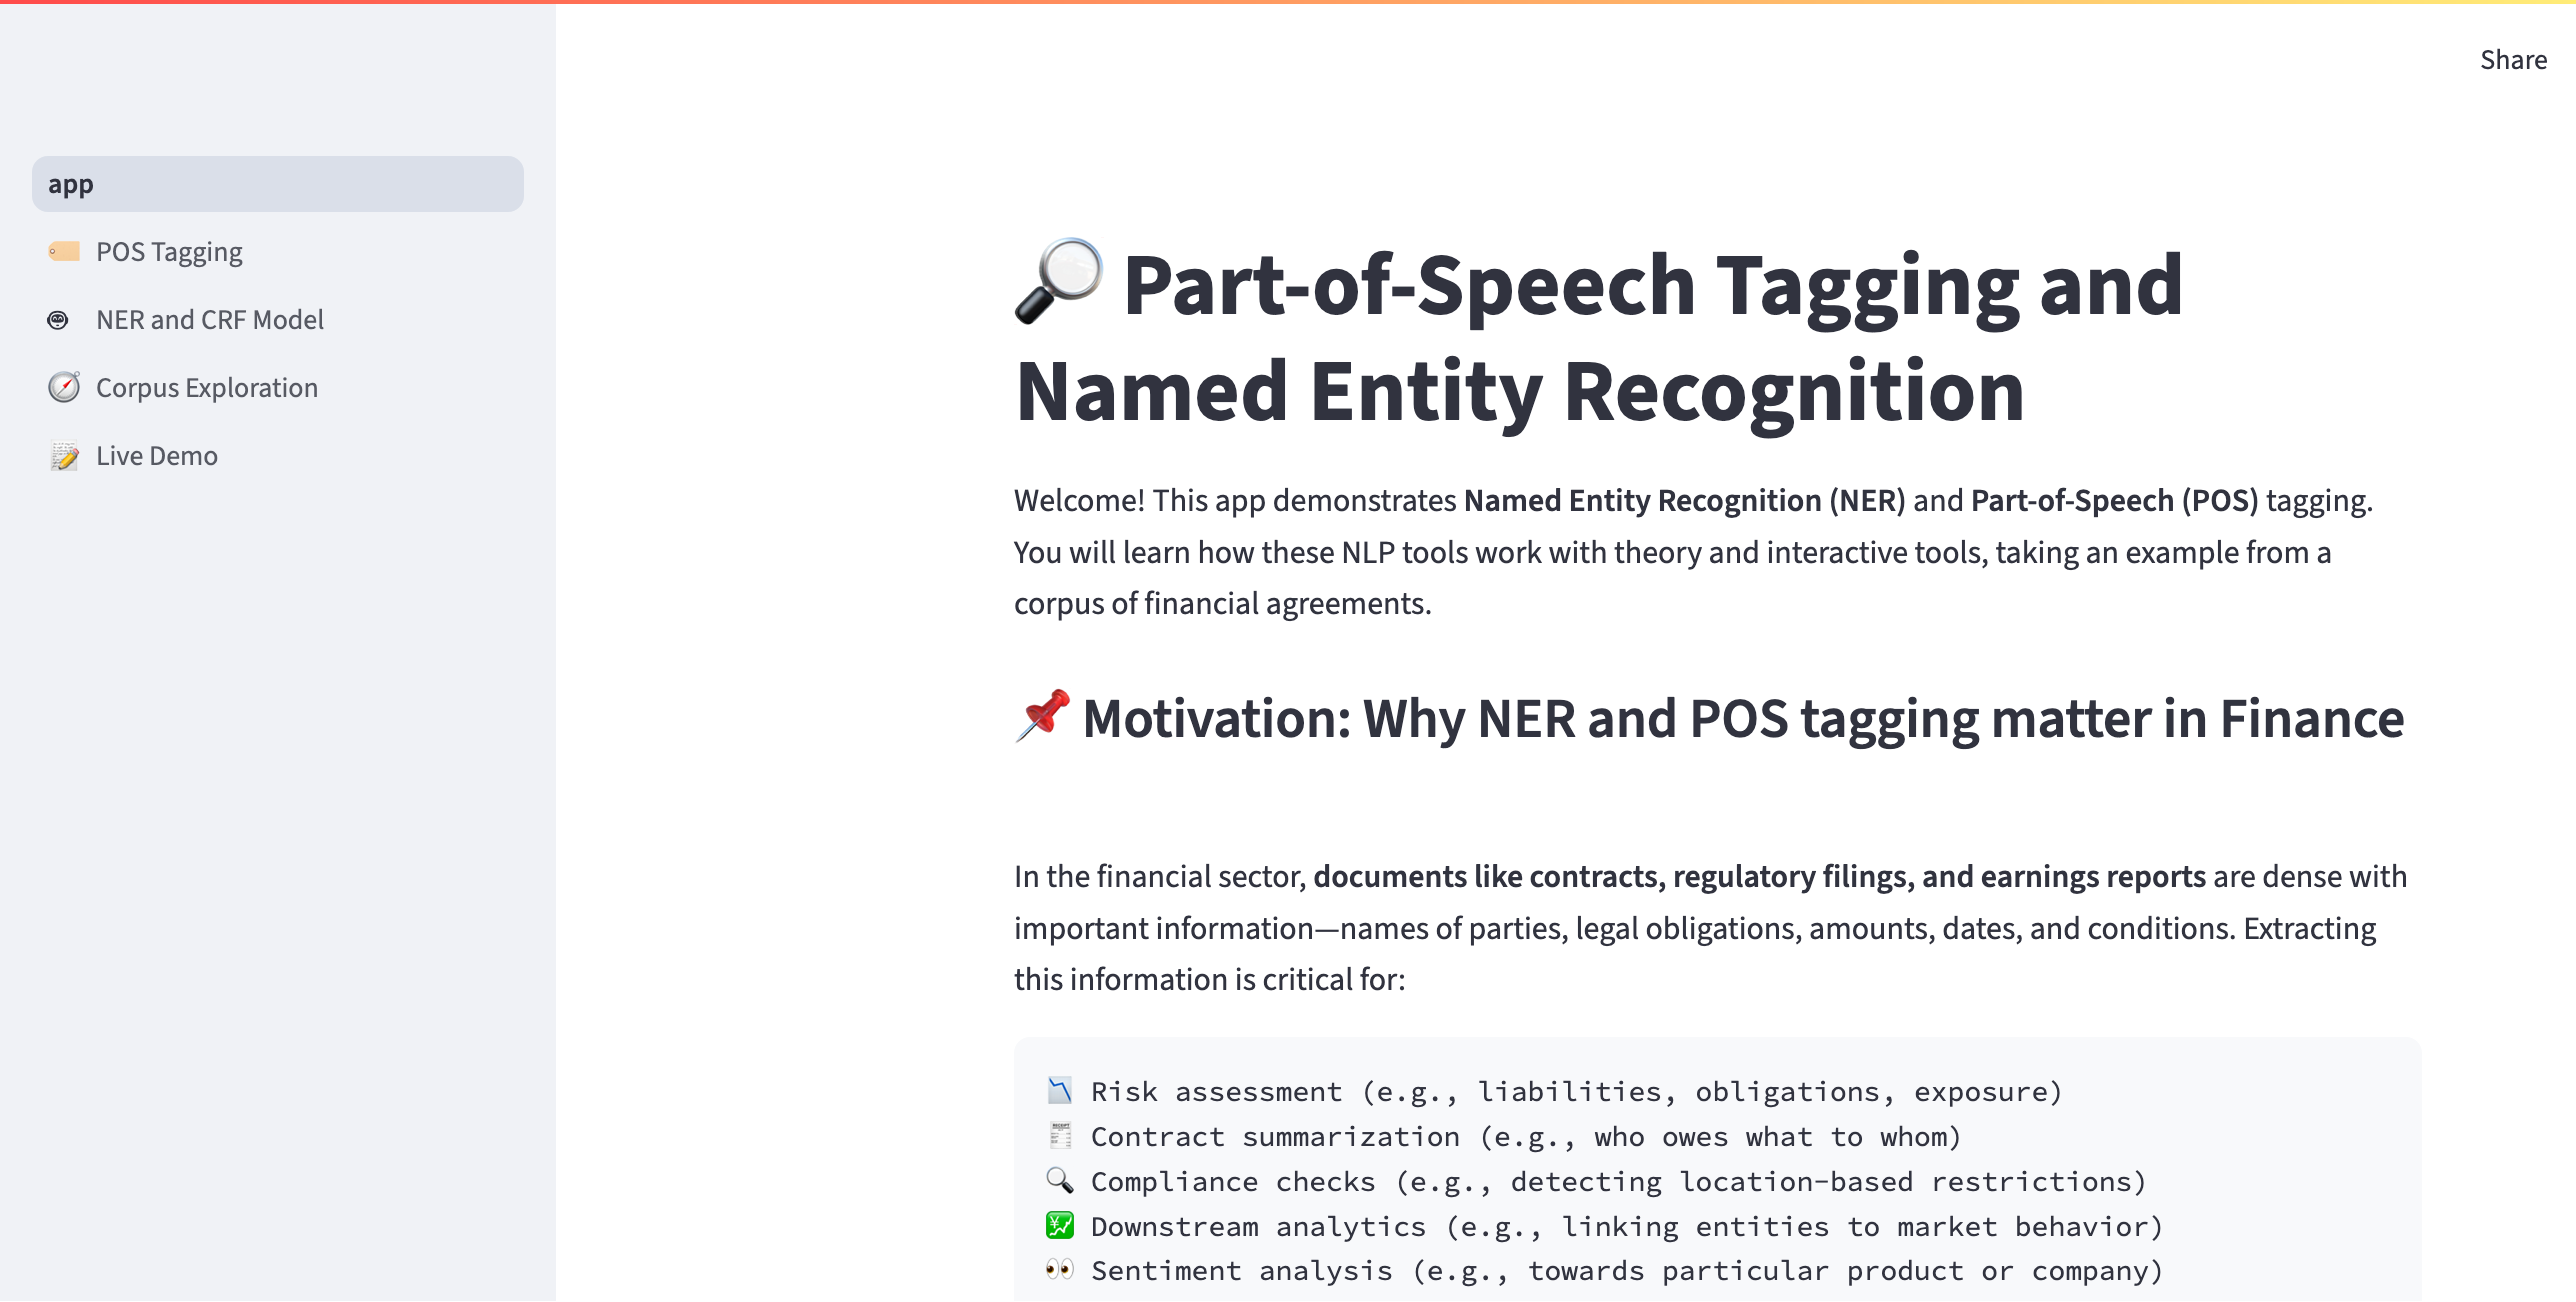 Share
app
POS Tagging
NER and CRF Model
Corpus Exploration
Live Demo
Part-of-Speech Tagging and
Named Entity Recognition
Welcome! This app demonstrates Named Entity Recognition (NER) and Part-of-Speech (POS) tagging.
You will learn how these NLP tools work with theory and interactive tools, taking an example from a
corpus of financial agreements.
Motivation: Why NER and POS tagging matter in Finance
In the financial sector, documents like contracts, regulatory filings, and earnings reports are dense with
important information—names of parties, legal obligations, amounts, dates, and conditions. Extracting
this information is critical for:
Risk assessment (e.g., liabilities, obligations, exposure)
Contract summarization (e.g., who owes what to whom)
Compliance checks (e.g., detecting location-based restrictions)
Downstream analytics (e.g., linking entities to market behavior)
Sentiment analysis (e.g., towards particular product or company)